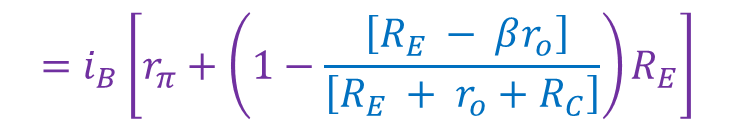 = i_B [ r_π + ( 1 − [R_E − βr_o] / [R_E + r_o + R_C] ) R_E ]